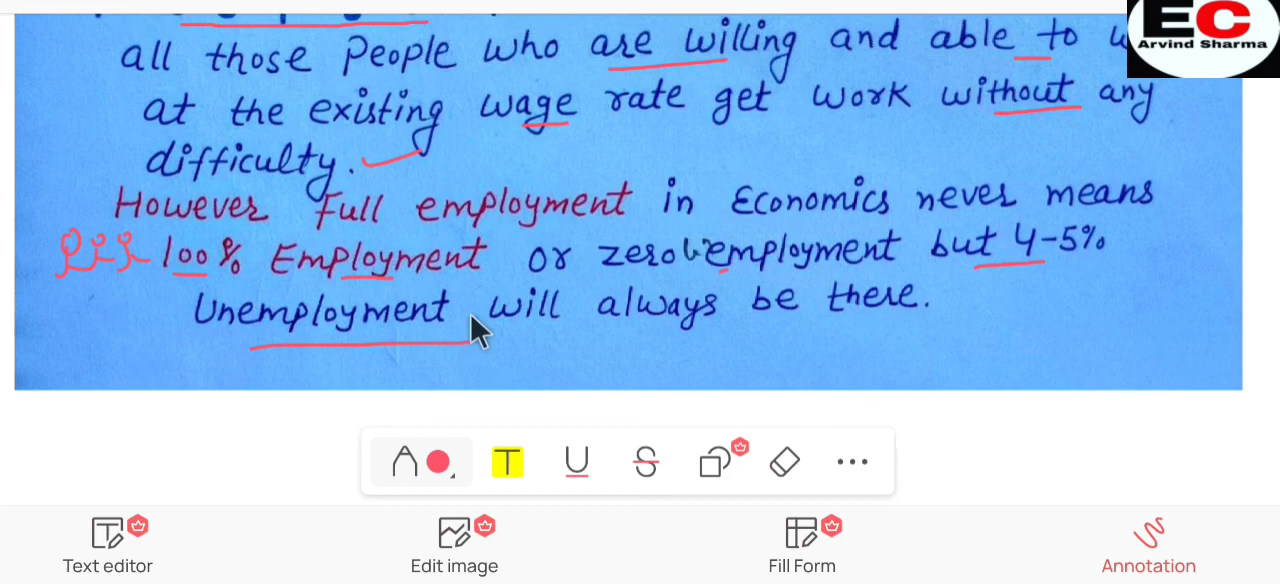 EC
Arvind Sharma
all those People who are willing and able to
at the existing wage rate get work without any
difficulty.
However full employment in Economics never means
100% Employment or zero employment but 4-5%
Unemployment will always be there.
T
U
S
Text editor
Edit image
Fill Form
Annotation